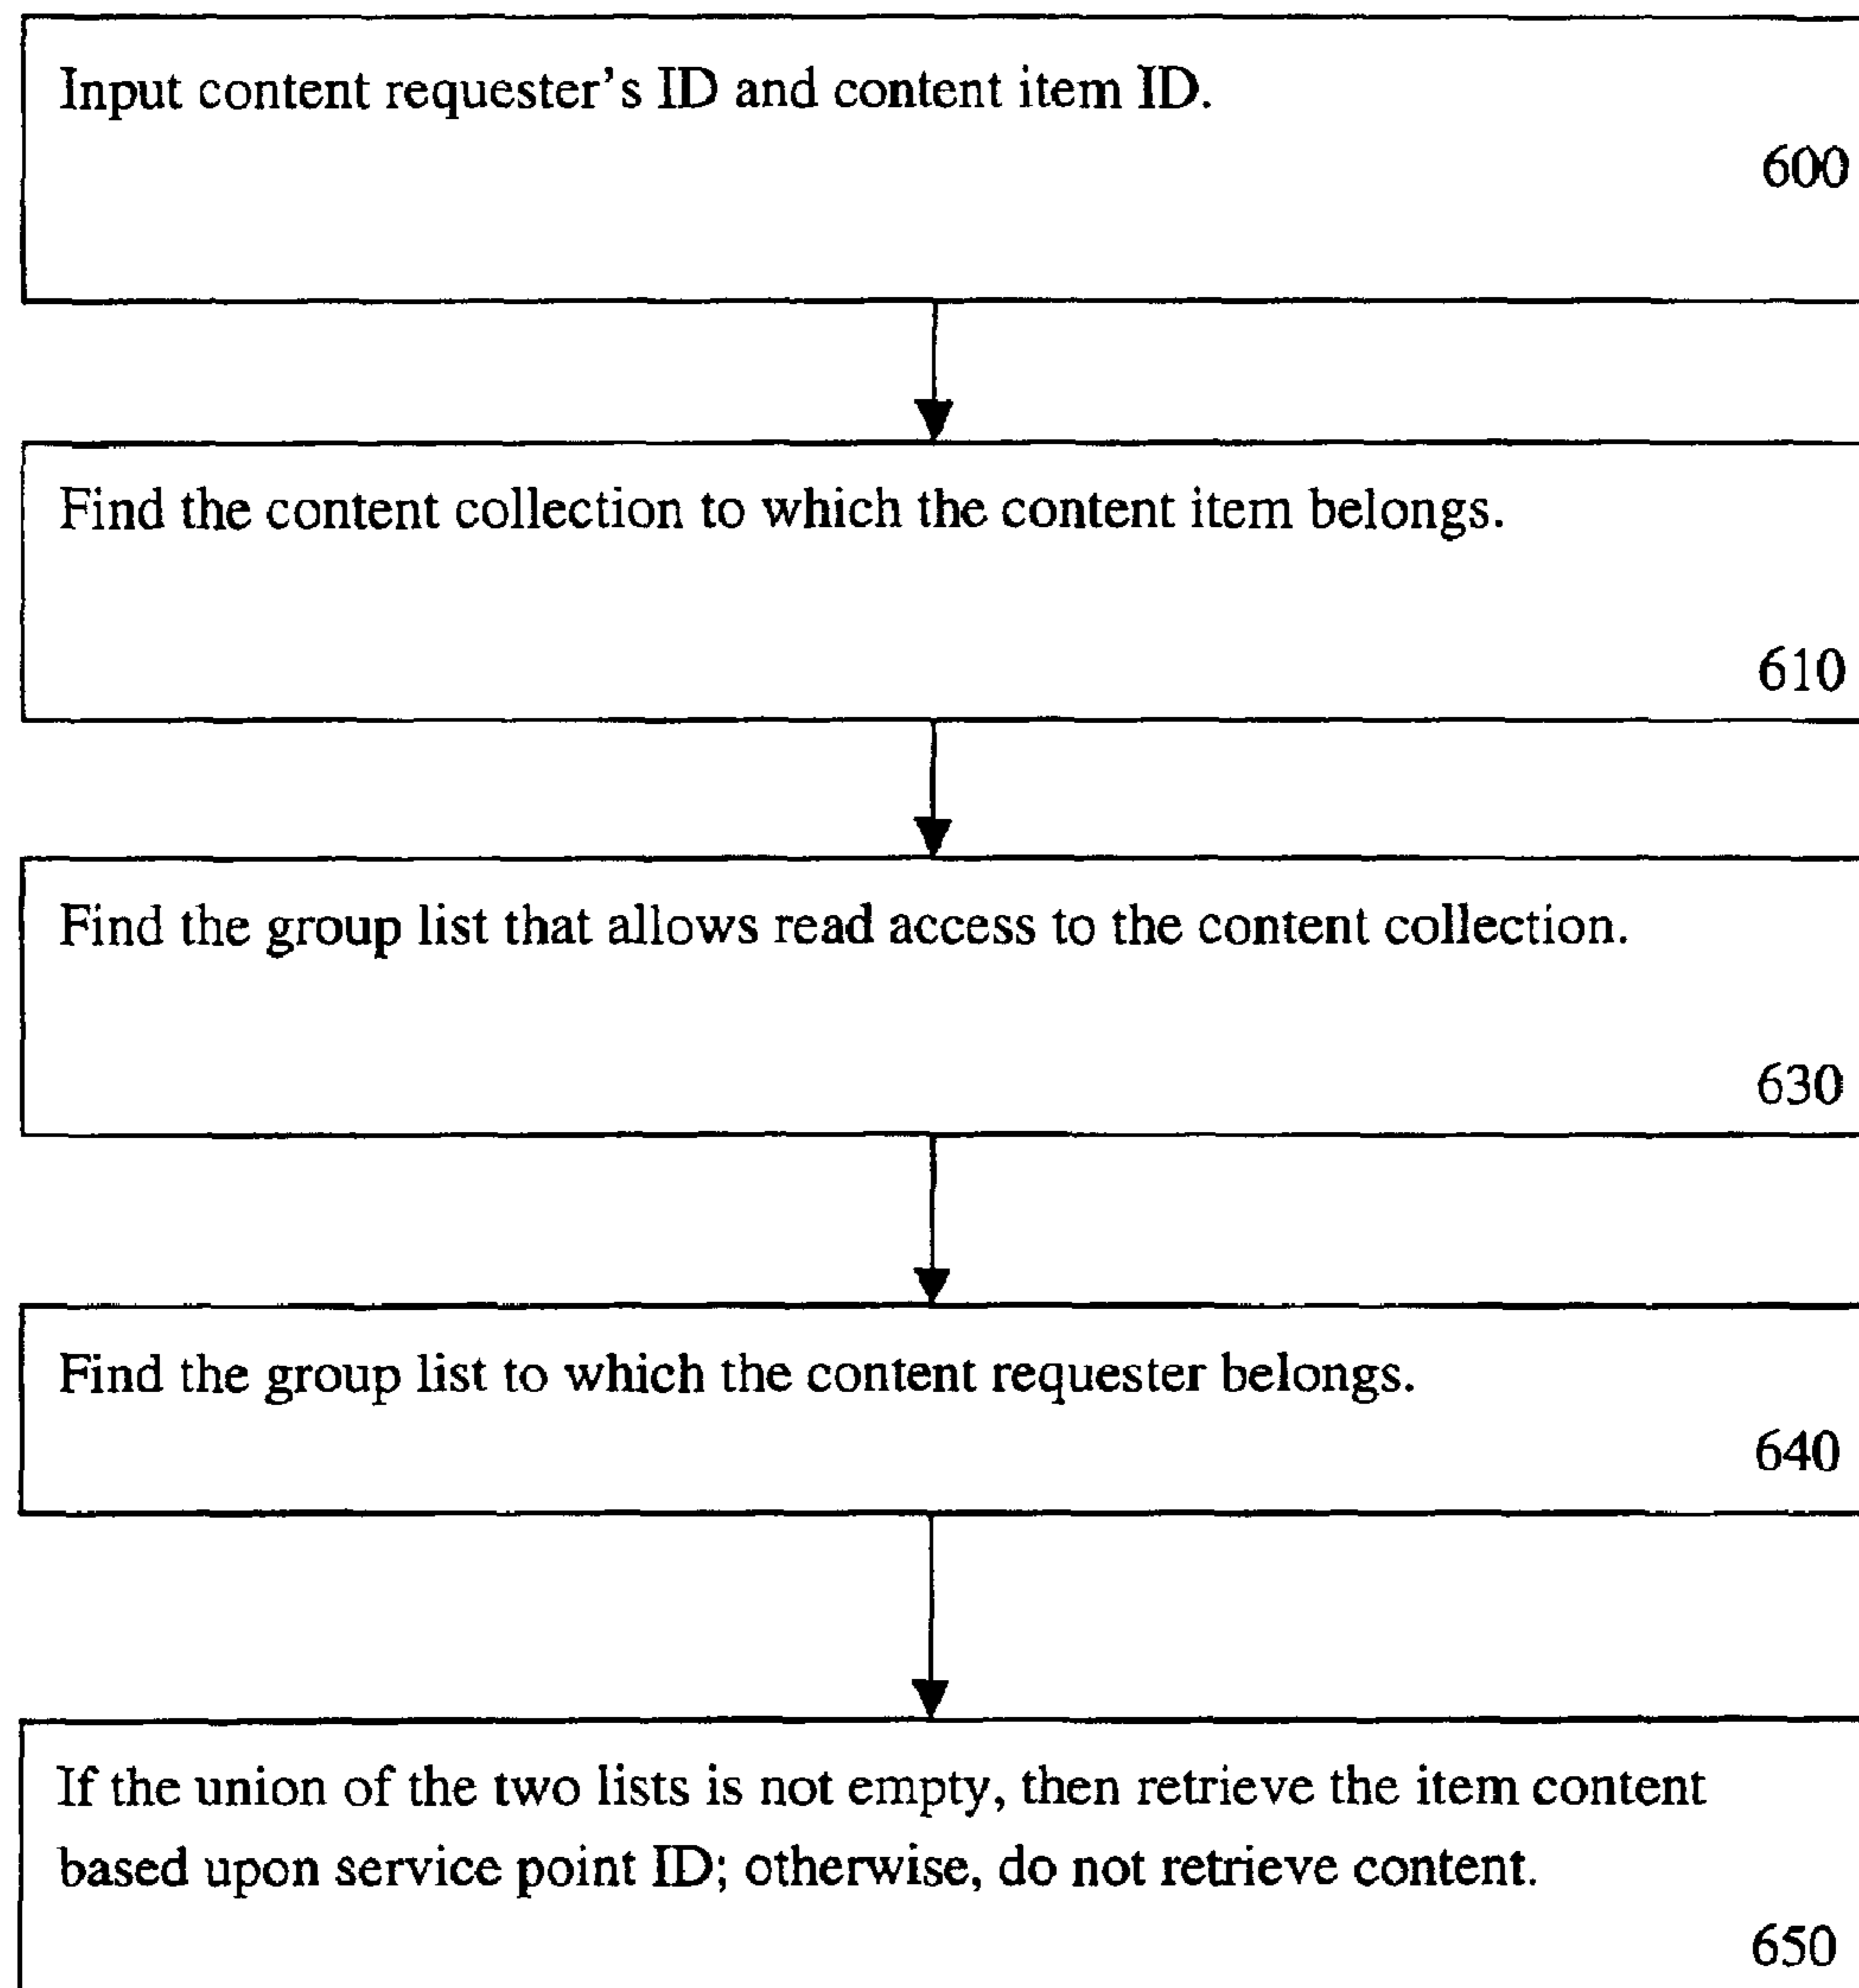 Input content requester's ID and content item ID.
600
Find the content collection to which the content item belongs.
610
Find the group list that allows read access to the content collection.
630
Find the group list to which the content requester belongs.
640
If the union of the two lists is not empty, then retrieve the item content
based upon service point ID; otherwise, do not retrieve content.
650